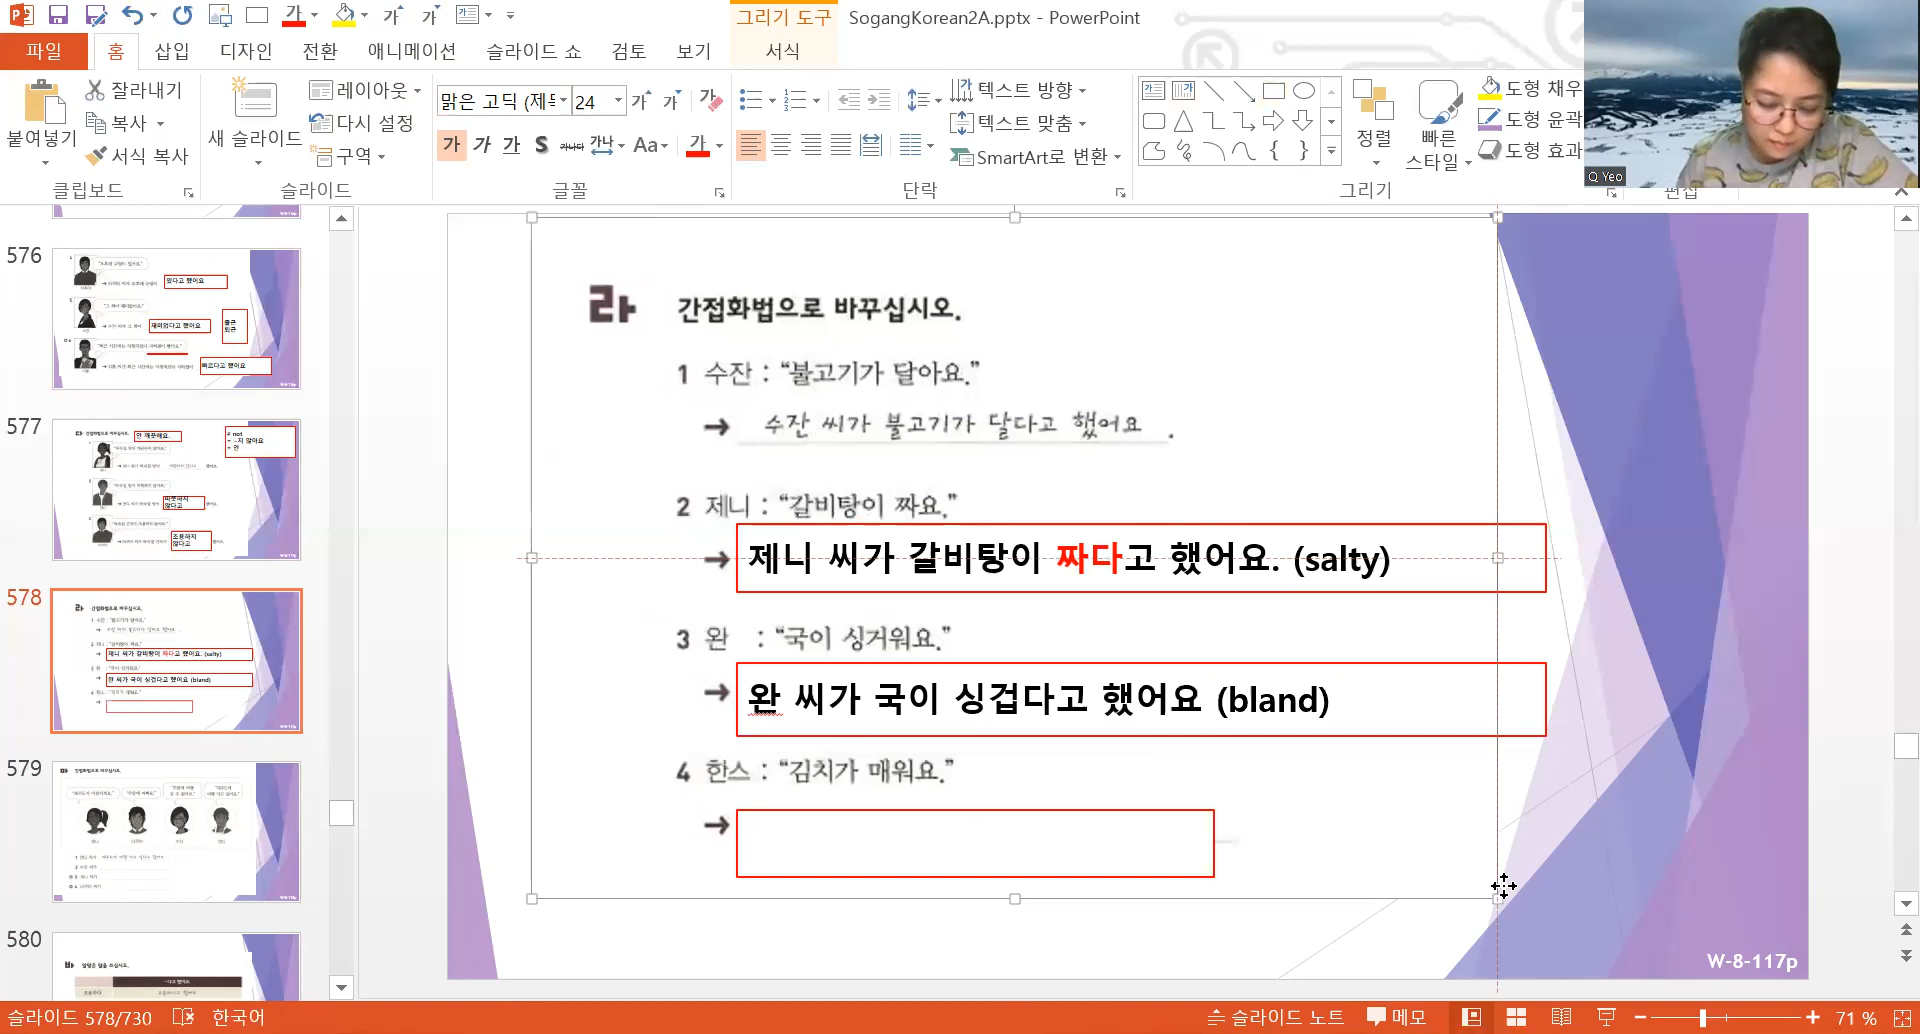 그리기 도구
SogangKorean2A.pptx - PowerPoint
파일
홈
삽입
디자인
전환
애니메이션
슬라이드 쇼
검토
보기
서식
붙여넣기
잘라내기
복사
서식 복사
클립보드
새 슬라이드
레이아웃
다시 설정
구역
슬라이드
맑은 고딕 (제목
24
글꼴
텍스트 방향
텍스트 맞춤
SmartArt로 변환
단락
정렬
빠른
스타일
도형 채우
도형 윤곽
도형 효과
그리기
편집
Q Yeo
576
577
578
579
580
라 간접화법으로 바꾸십시오.
1 수잔 : “불고기가 달아요.”
→ 수잔 씨가 불고기가 달다고 했어요 .
2 제니 : “갈비탕이 짜요.”
→ 제니 씨가 갈비탕이 짜다고 했어요. (salty)
3 완 : “국이 싱거워요.”
→ 완 씨가 국이 싱겁다고 했어요 (bland)
4 한스 : “김치가 매워요.”
→
W-8-117p
슬라이드 578/730
한국어
슬라이드 노트
메모
71 %